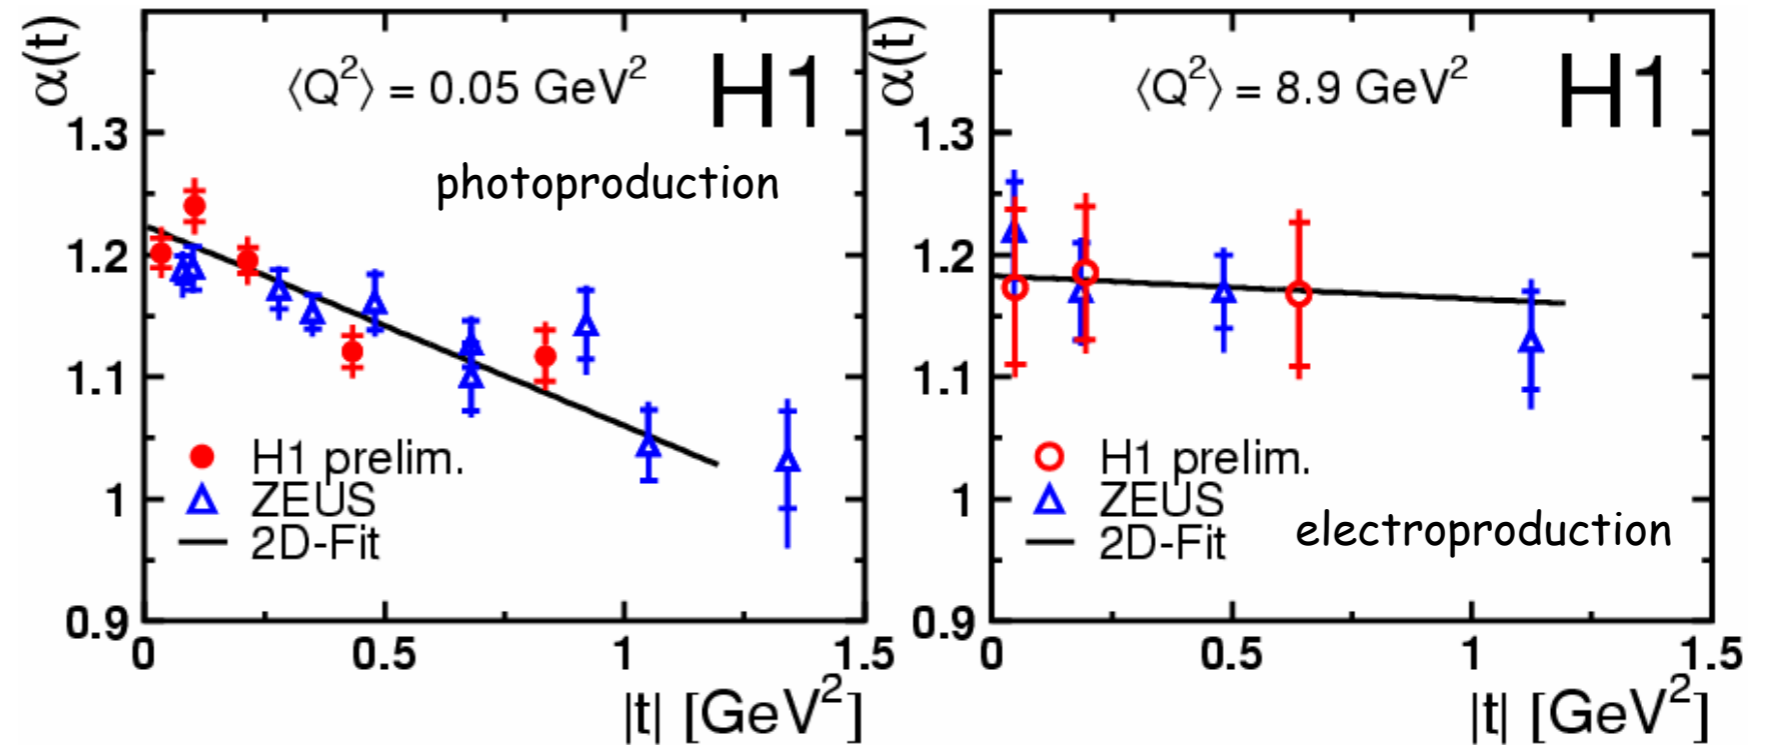 α(t)
⟨Q²⟩ = 0.05 GeV²
H1
photoproduction
1.3
1.2
1.1
1
0.9
H1 prelim.
ZEUS
2D-Fit
0
0.5
1
1.5
|t| [GeV²]
α(t)
⟨Q²⟩ = 8.9 GeV²
H1
1.3
1.2
1.1
1
0.9
H1 prelim.
ZEUS
2D-Fit
electroproduction
0
0.5
1
1.5
|t| [GeV²]